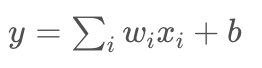 y = ∑ᵢ wᵢxᵢ + b